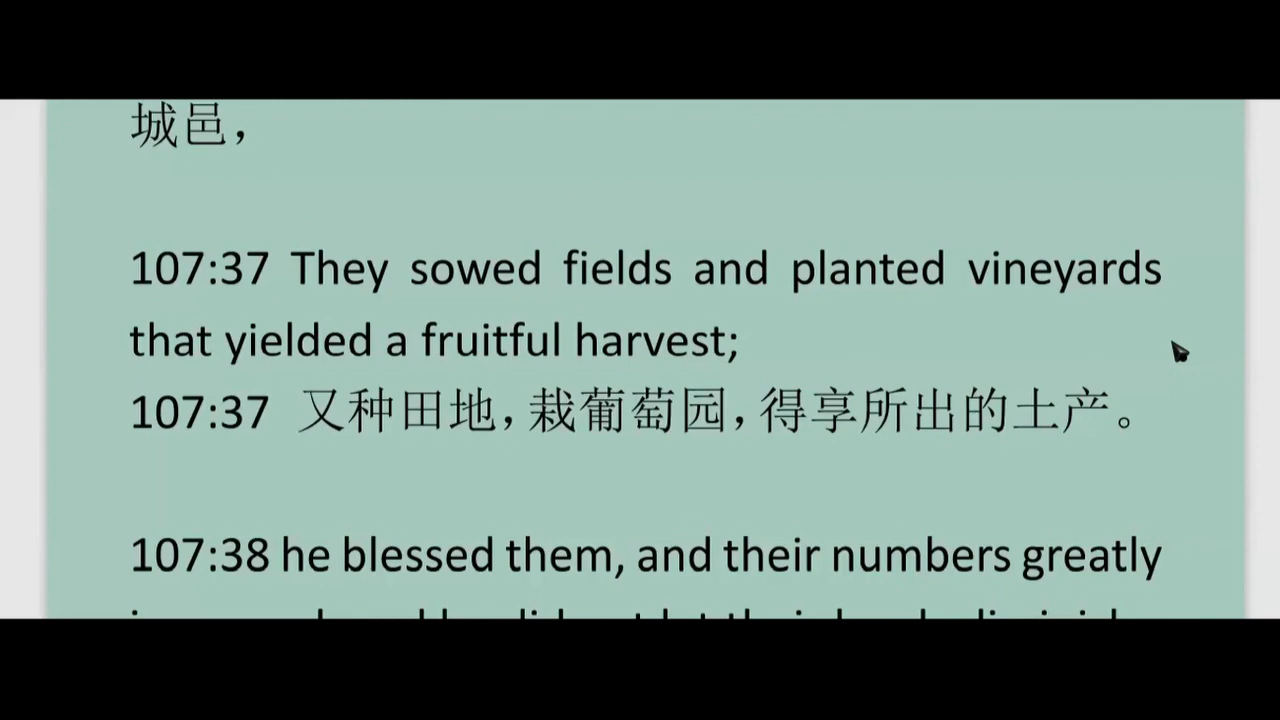 城邑，
107:37 They sowed fields and planted vineyards
that yielded a fruitful harvest;
107:37 又种田地，栽葡萄园，得享所出的土产。
107:38 he blessed them, and their numbers greatly